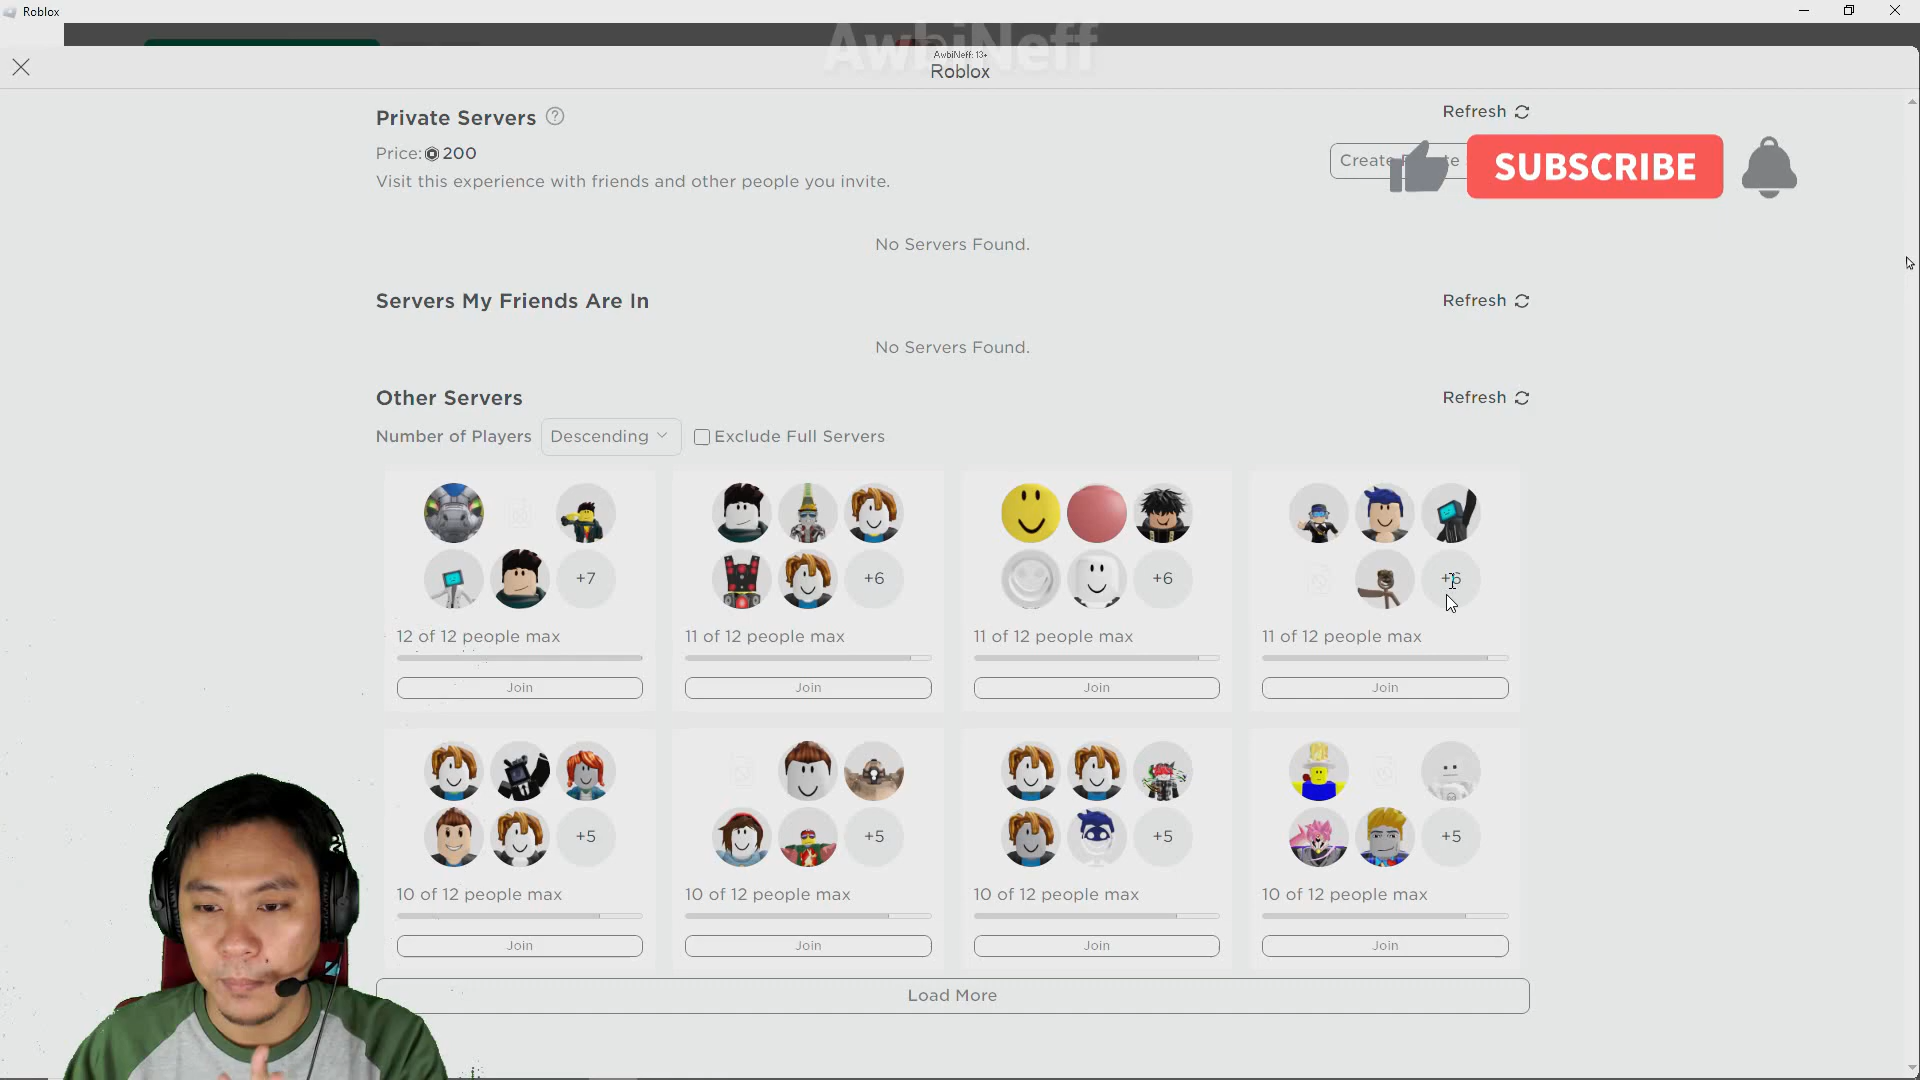 Roblox
AwbiNeff
AwbiNeff: 13+
Roblox
Private Servers
Refresh
Price: 200
Create
SUBSCRIBE
Visit this experience with friends and other people you invite.
No Servers Found.
Servers My Friends Are In
Refresh
No Servers Found.
Other Servers
Refresh
Number of Players Descending Exclude Full Servers
+7 +6 +6 +6
12 of 12 people max 11 of 12 people max 11 of 12 people max 11 of 12 people max
Join Join Join Join
+5 +5 +5 +5
10 of 12 people max 10 of 12 people max 10 of 12 people max 10 of 12 people max
Join Join Join Join
Load More